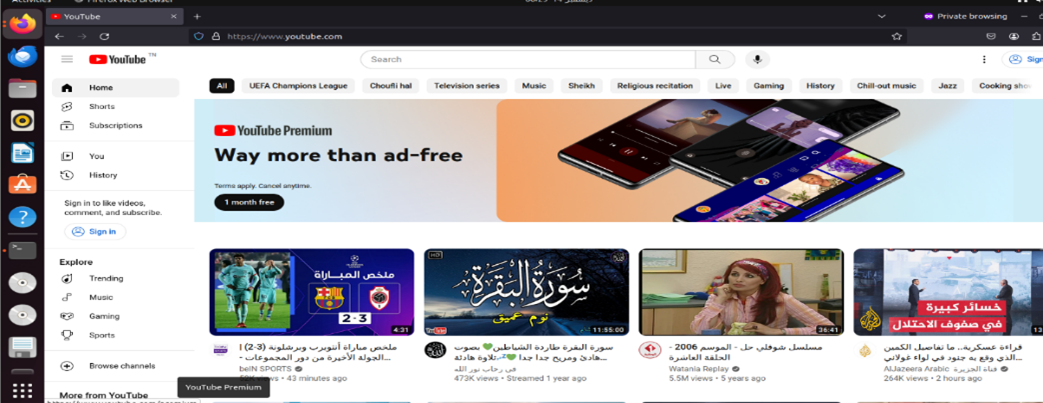 Activities
Firefox Web Browser
YouTube
Private browsing
https://www.youtube.com
YouTube TM
Search
Home
Shorts
Subscriptions
You
History
Sign in to like videos,
comment, and subscribe.
Sign in
Explore
Trending
Music
Gaming
Sports
Browse channels
More from YouTube
YouTube Premium
All
UEFA Champions League
Choufli hal
Television series
Music
Sheikh
Religious recitation
Live
Gaming
History
Chill-out music
Jazz
Cooking
YouTube Premium
Way more than ad-free
Terms apply. Cancel anytime.
1 month free
ملخص المباراة
2-3
4:31
ملخص مباراة أنتويرب وبرشلونة (3-2) |
الجولة الأخيرة من دور المجموعات -
beIN SPORTS
52K views • 43 minutes ago
HD
سورة البقرة
نوم عميق
11:55:00
سورة البقرة طاردة الشياطين💚 بصوت
هادئ ومريح جدا جدا 💚تلاوة هادئة...
في رحاب نور الله
473K views • Streamed 1 year ago
36:41
مسلسل شوفلي حل - الموسم 2006 -
الحلقة العاشرة
Watania Replay
5.5M views • 5 years ago
خسائر كبيرة
في صفوف الاحتلال
قراءة عسكرية.. ما تفاصيل الكمين
الذي وقع به جنود في لواء غولاني...
AlJazeera Arabic قناة الجزيرة
264K views • 2 hours ago